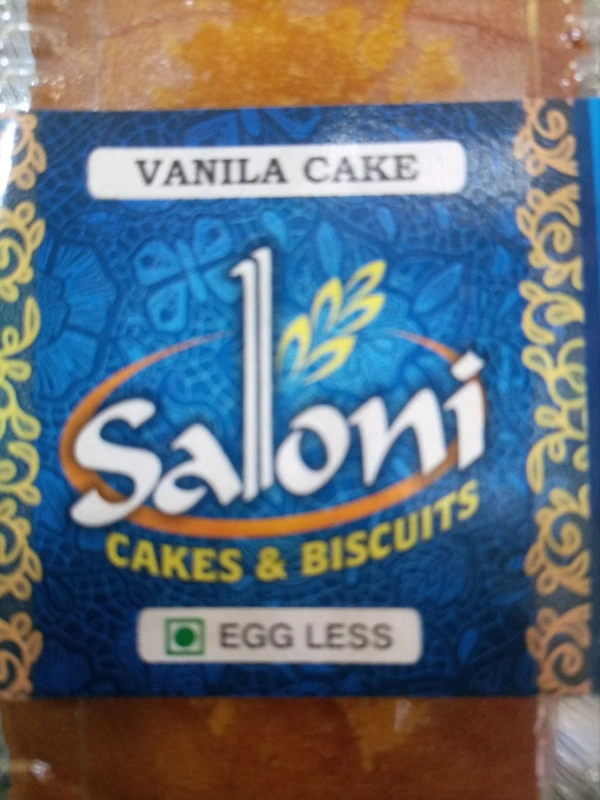 VANILA CAKE
Saloni
CAKES & BISCUITS
EGG LESS